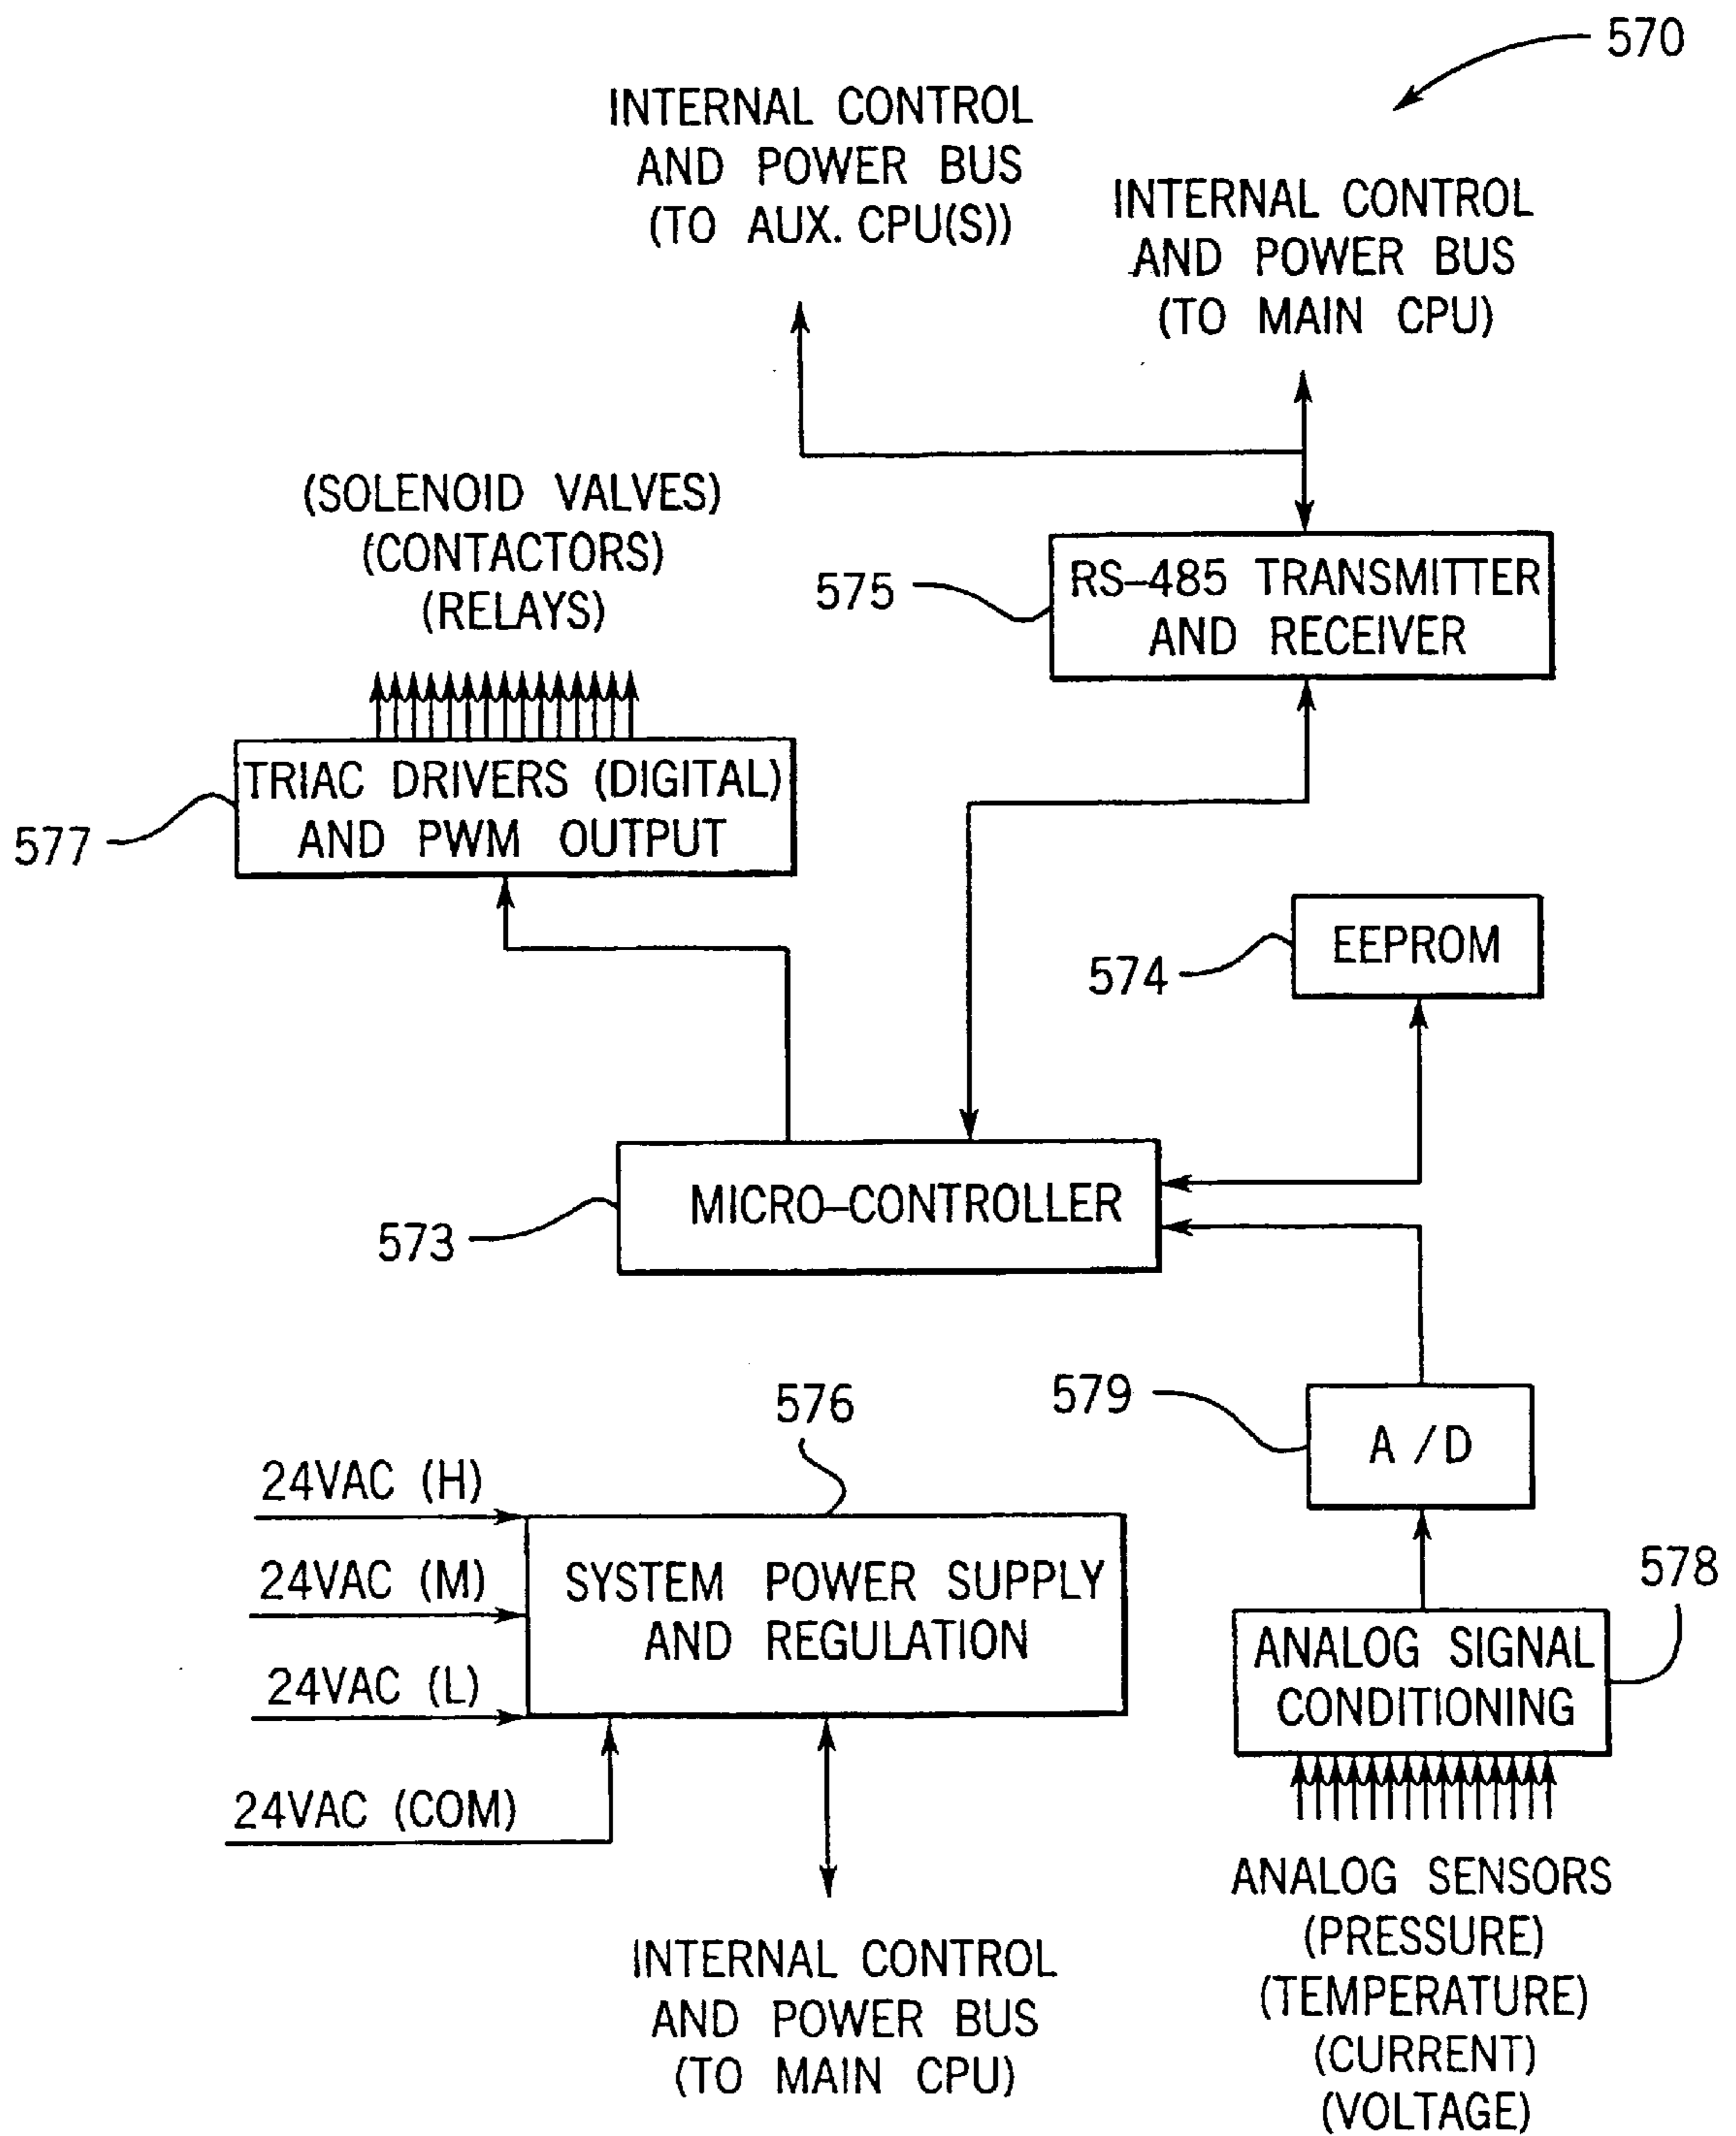 570
INTERNAL CONTROL
AND POWER BUS
(TO AUX. CPU(S))
INTERNAL CONTROL
AND POWER BUS
(TO MAIN CPU)
(SOLENOID VALVES)
(CONTACTORS)
(RELAYS)
575
RS-485 TRANSMITTER
AND RECEIVER
577
TRIAC DRIVERS (DIGITAL)
AND PWM OUTPUT
574
EEPROM
573
MICRO-CONTROLLER
576
579
A/D
24VAC (H)
24VAC (M)
24VAC (L)
24VAC (COM)
SYSTEM POWER SUPPLY
AND REGULATION
578
ANALOG SIGNAL
CONDITIONING
INTERNAL CONTROL
AND POWER BUS
(TO MAIN CPU)
ANALOG SENSORS
(PRESSURE)
(TEMPERATURE)
(CURRENT)
(VOLTAGE)